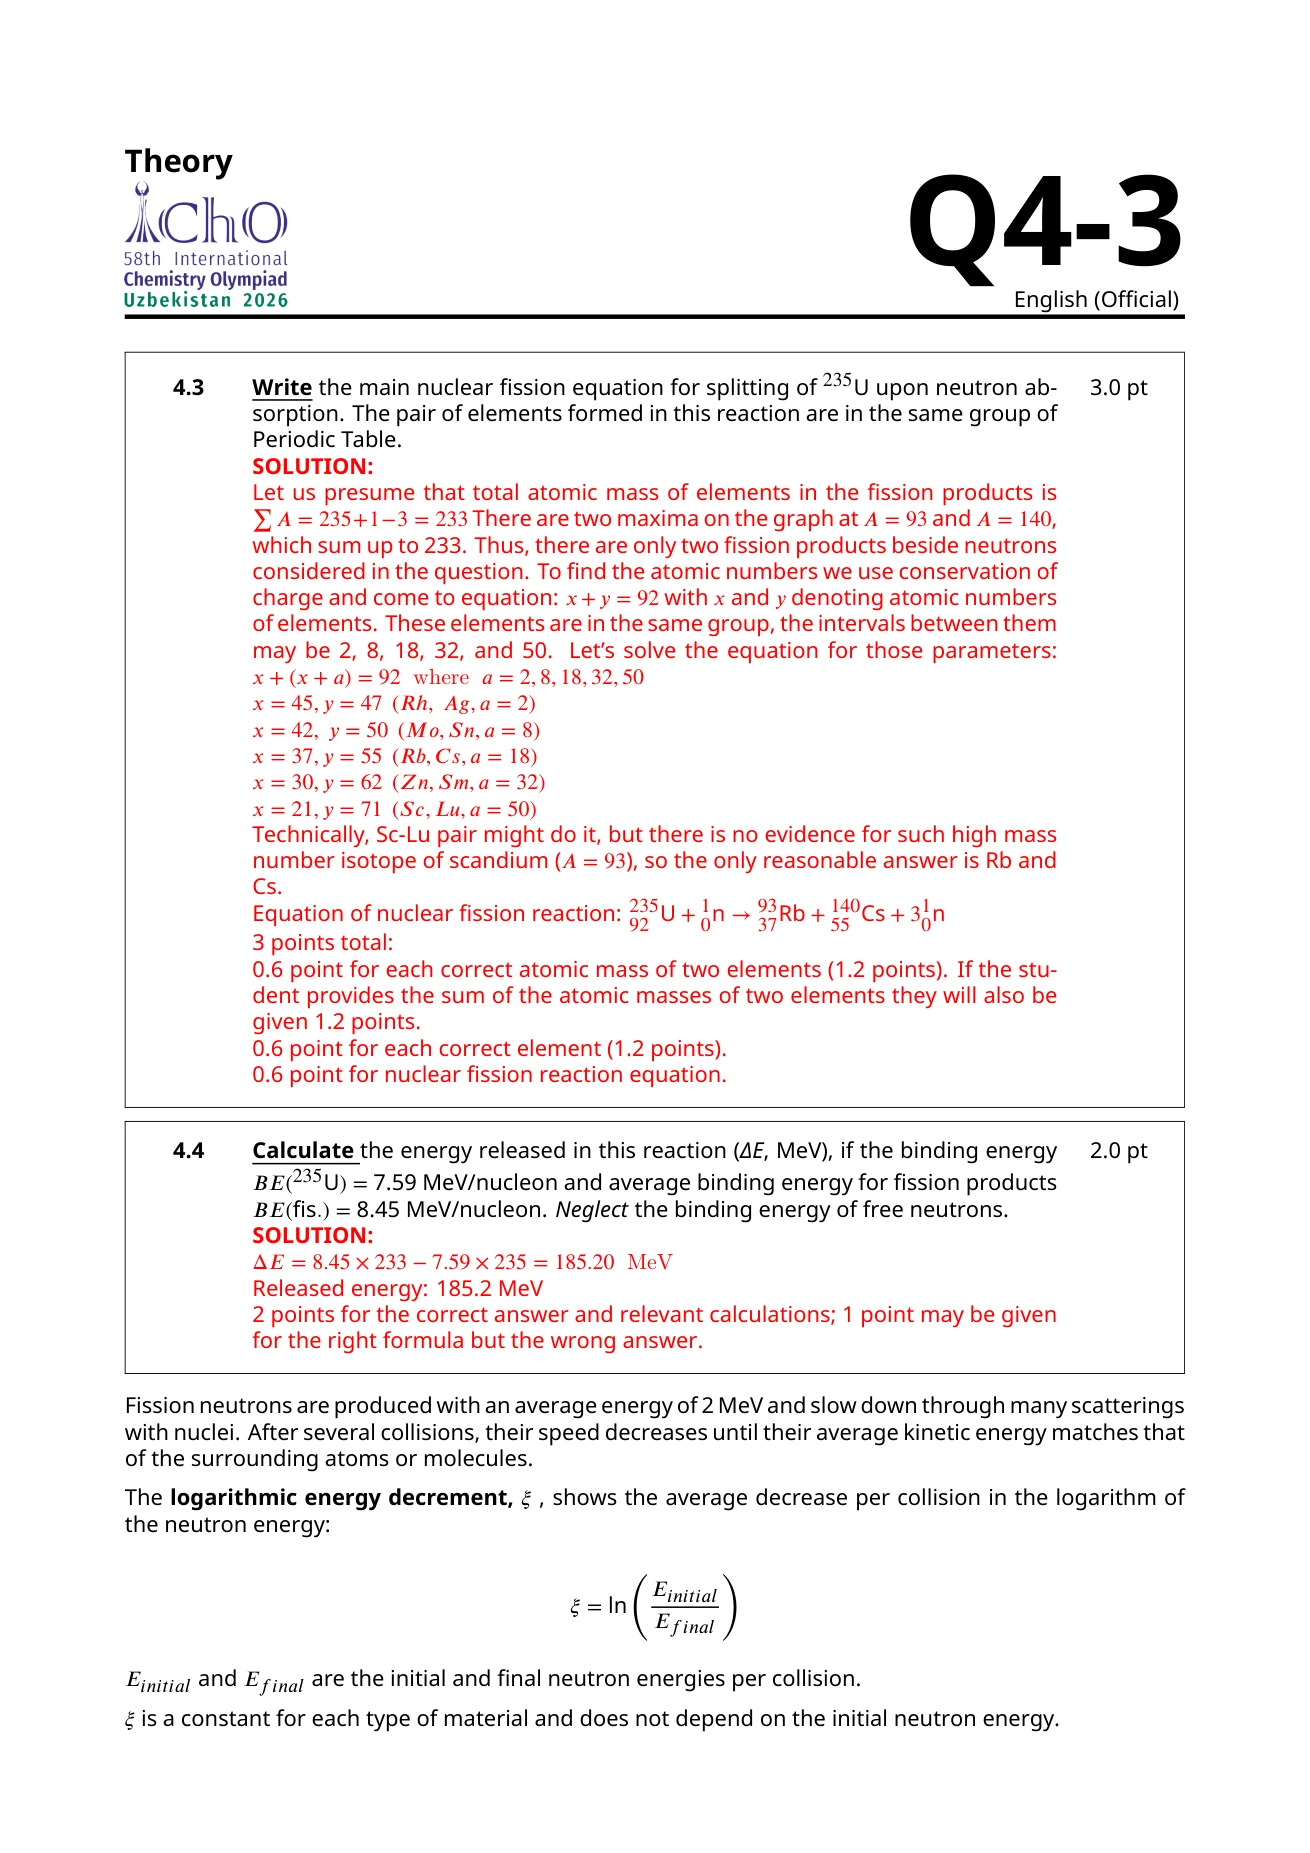 Theory
ichO
58th International
Chemistry Olympiad
Uzbekistan 2026
Q4-3
English (Official)
4.3 Write the main nuclear fission equation for splitting of ²³⁵U upon neutron ab- 3.0 pt
sorption. The pair of elements formed in this reaction are in the same group of
Periodic Table.
SOLUTION:
Let us presume that total atomic mass of elements in the fission products is
∑ A = 235+1−3 = 233 There are two maxima on the graph at A = 93 and A = 140,
which sum up to 233. Thus, there are only two fission products beside neutrons
considered in the question. To find the atomic numbers we use conservation of
charge and come to equation: x + y = 92 with x and y denoting atomic numbers
of elements. These elements are in the same group, the intervals between them
may be 2, 8, 18, 32, and 50. Let's solve the equation for those parameters:
x + (x + a) = 92 where a = 2, 8, 18, 32, 50
x = 45, y = 47 (Rh, Ag, a = 2)
x = 42, y = 50 (Mo, Sn, a = 8)
x = 37, y = 55 (Rb, Cs, a = 18)
x = 30, y = 62 (Zn, Sm, a = 32)
x = 21, y = 71 (Sc, Lu, a = 50)
Technically, Sc-Lu pair might do it, but there is no evidence for such high mass
number isotope of scandium (A = 93), so the only reasonable answer is Rb and
Cs.
Equation of nuclear fission reaction: ²³⁵₉₂U + ¹₀n → ⁹³₃₇Rb + ¹⁴⁰₅₅Cs + 3¹₀n
3 points total:
0.6 point for each correct atomic mass of two elements (1.2 points). If the stu-
dent provides the sum of the atomic masses of two elements they will also be
given 1.2 points.
0.6 point for each correct element (1.2 points).
0.6 point for nuclear fission reaction equation.
4.4 Calculate the energy released in this reaction (ΔE, MeV), if the binding energy 2.0 pt
BE(²³⁵U) = 7.59 MeV/nucleon and average binding energy for fission products
BE(fis.) = 8.45 MeV/nucleon. Neglect the binding energy of free neutrons.
SOLUTION:
ΔE = 8.45 × 233 − 7.59 × 235 = 185.20 MeV
Released energy: 185.2 MeV
2 points for the correct answer and relevant calculations; 1 point may be given
for the right formula but the wrong answer.
Fission neutrons are produced with an average energy of 2 MeV and slow down through many scatterings
with nuclei. After several collisions, their speed decreases until their average kinetic energy matches that
of the surrounding atoms or molecules.
The logarithmic energy decrement, ξ , shows the average decrease per collision in the logarithm of
the neutron energy:
ξ = ln(E_initial / E_final)
E_initial and E_final are the initial and final neutron energies per collision.
ξ is a constant for each type of material and does not depend on the initial neutron energy.